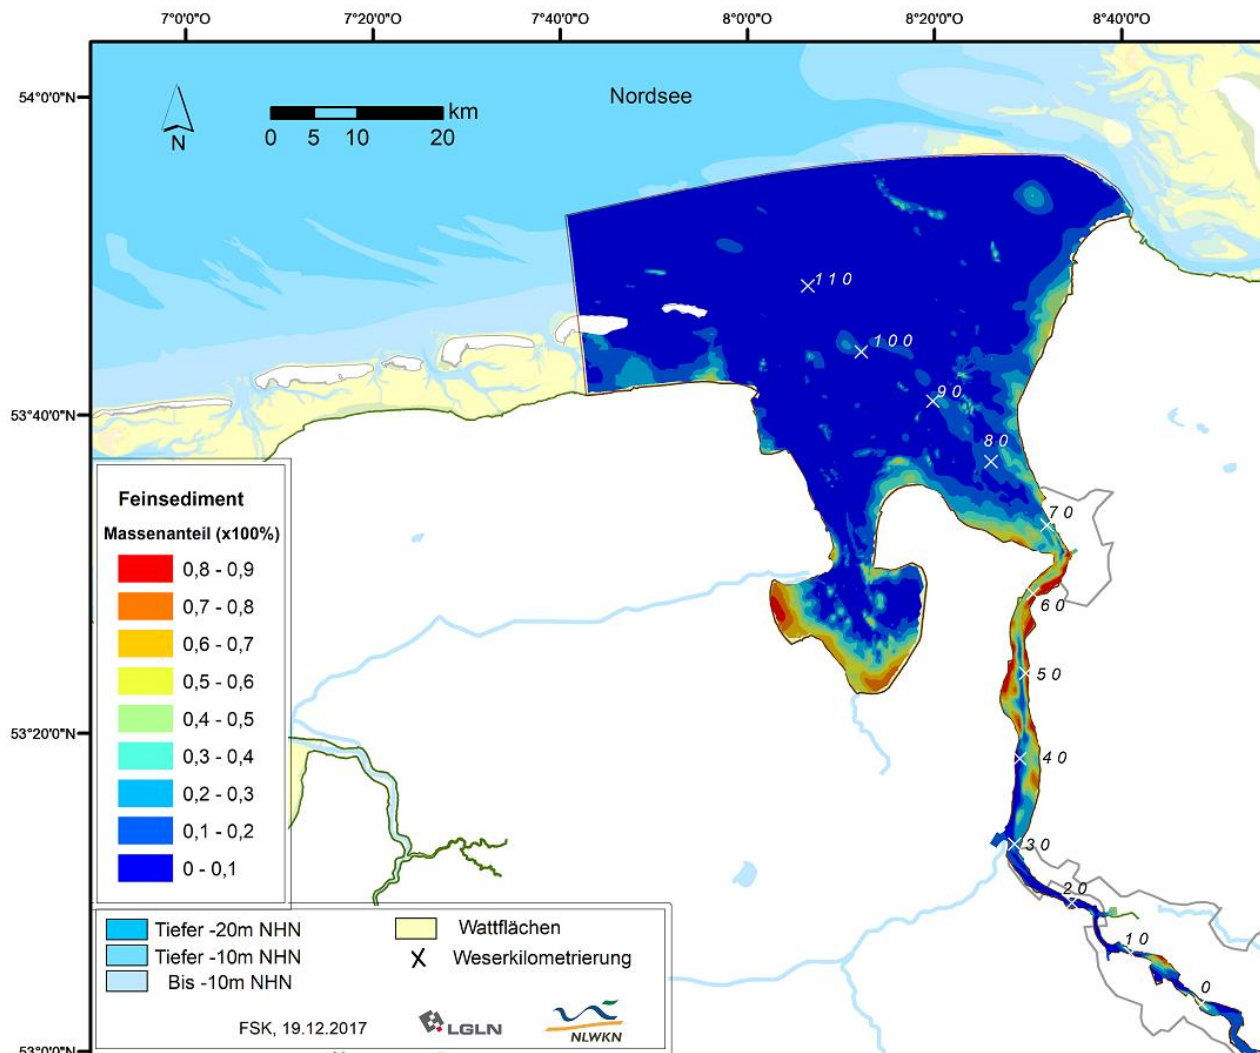 7°0'0"O 7°20'0"O 7°40'0"O 8°0'0"O 8°20'0"O 8°40'0"O
54°0'0"N
Nordsee
N
0 5 10 20 km
110
100
53°40'0"N
90
80
70
60
50
53°20'0"N
40
30
20
10
0
53°0'0"N
Feinsediment
Massenanteil (x100%)
0,8 - 0,9
0,7 - 0,8
0,6 - 0,7
0,5 - 0,6
0,4 - 0,5
0,3 - 0,4
0,2 - 0,3
0,1 - 0,2
0 - 0,1
Tiefer -20m NHN
Tiefer -10m NHN
Bis -10m NHN
Wattflächen
Weserkilometrierung
FSK, 19.12.2017
LGLN
NLWKN